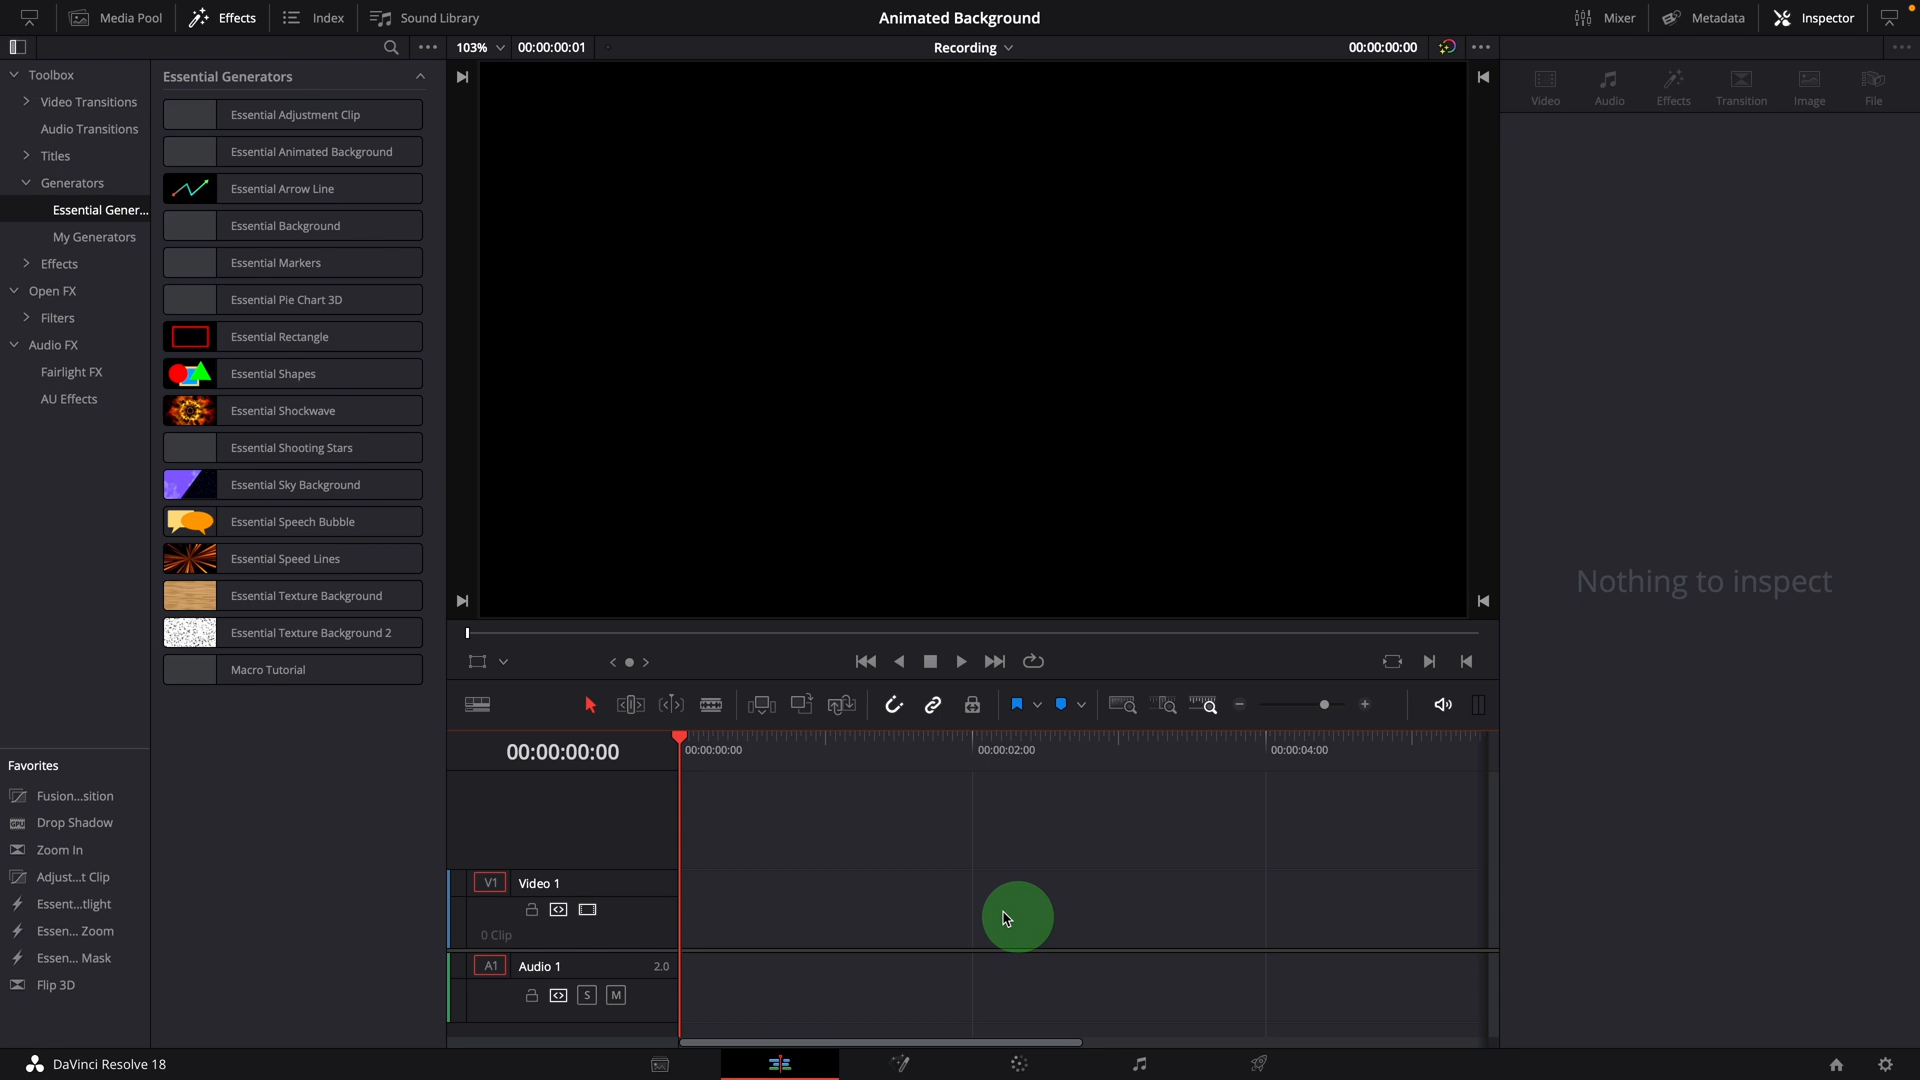 Media Pool
Effects
Index
Sound Library
Animated Background
Mixer
Metadata
Inspector
103%
00:00:00:01
Recording
00:00:00:00
Toolbox
Video Transitions
Audio Transitions
Titles
Generators
Essential Gener...
My Generators
Effects
Open FX
Filters
Audio FX
Fairlight FX
AU Effects
Essential Generators
Essential Adjustment Clip
Essential Animated Background
Essential Arrow Line
Essential Background
Essential Markers
Essential Pie Chart 3D
Essential Rectangle
Essential Shapes
Essential Shockwave
Essential Shooting Stars
Essential Sky Background
Essential Speech Bubble
Essential Speed Lines
Essential Texture Background
Essential Texture Background 2
Macro Tutorial
Video
Audio
Effects
Transition
Image
File
Nothing to inspect
Favorites
Fusion...sition
Drop Shadow
Zoom In
Adjust...t Clip
Essent...tlight
Essen... Zoom
Essen... Mask
Flip 3D
00:00:00:00
00:00:00:00
00:00:02:00
00:00:04:00
V1
Video 1
0 Clip
A1
Audio 1
2.0
S
M
DaVinci Resolve 18